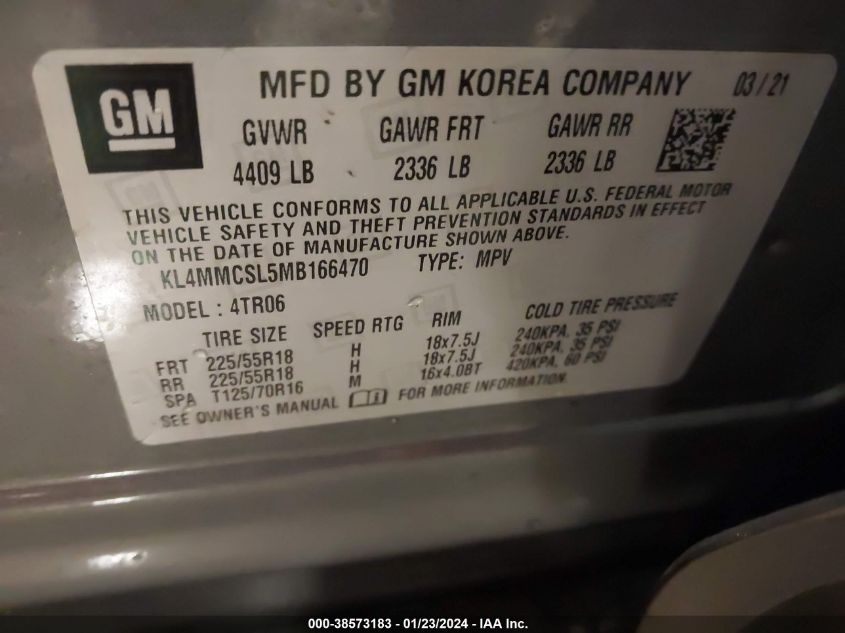 GM
MFD BY GM KOREA COMPANY 03/21
GVWR GAWR FRT GAWR RR
4409 LB 2336 LB 2336 LB
THIS VEHICLE CONFORMS TO ALL APPLICABLE U.S. FEDERAL MOTOR
VEHICLE SAFETY AND THEFT PREVENTION STANDARDS IN EFFECT
ON THE DATE OF MANUFACTURE SHOWN ABOVE.
KL4MMCSL5MB166470 TYPE: MPV
MODEL: 4TR06
TIRE SIZE SPEED RTG RIM COLD TIRE PRESSURE
FRT 225/55R18 H 18x7.5J 240KPA, 35 PSI
RR 225/55R18 H 18x7.5J 240KPA, 35 PSI
SPA T125/70R16 M 16x4.0BT 420KPA, 60 PSI
SEE OWNER'S MANUAL FOR MORE INFORMATION.
000-38573183 - 01/23/2024 - IAA Inc.